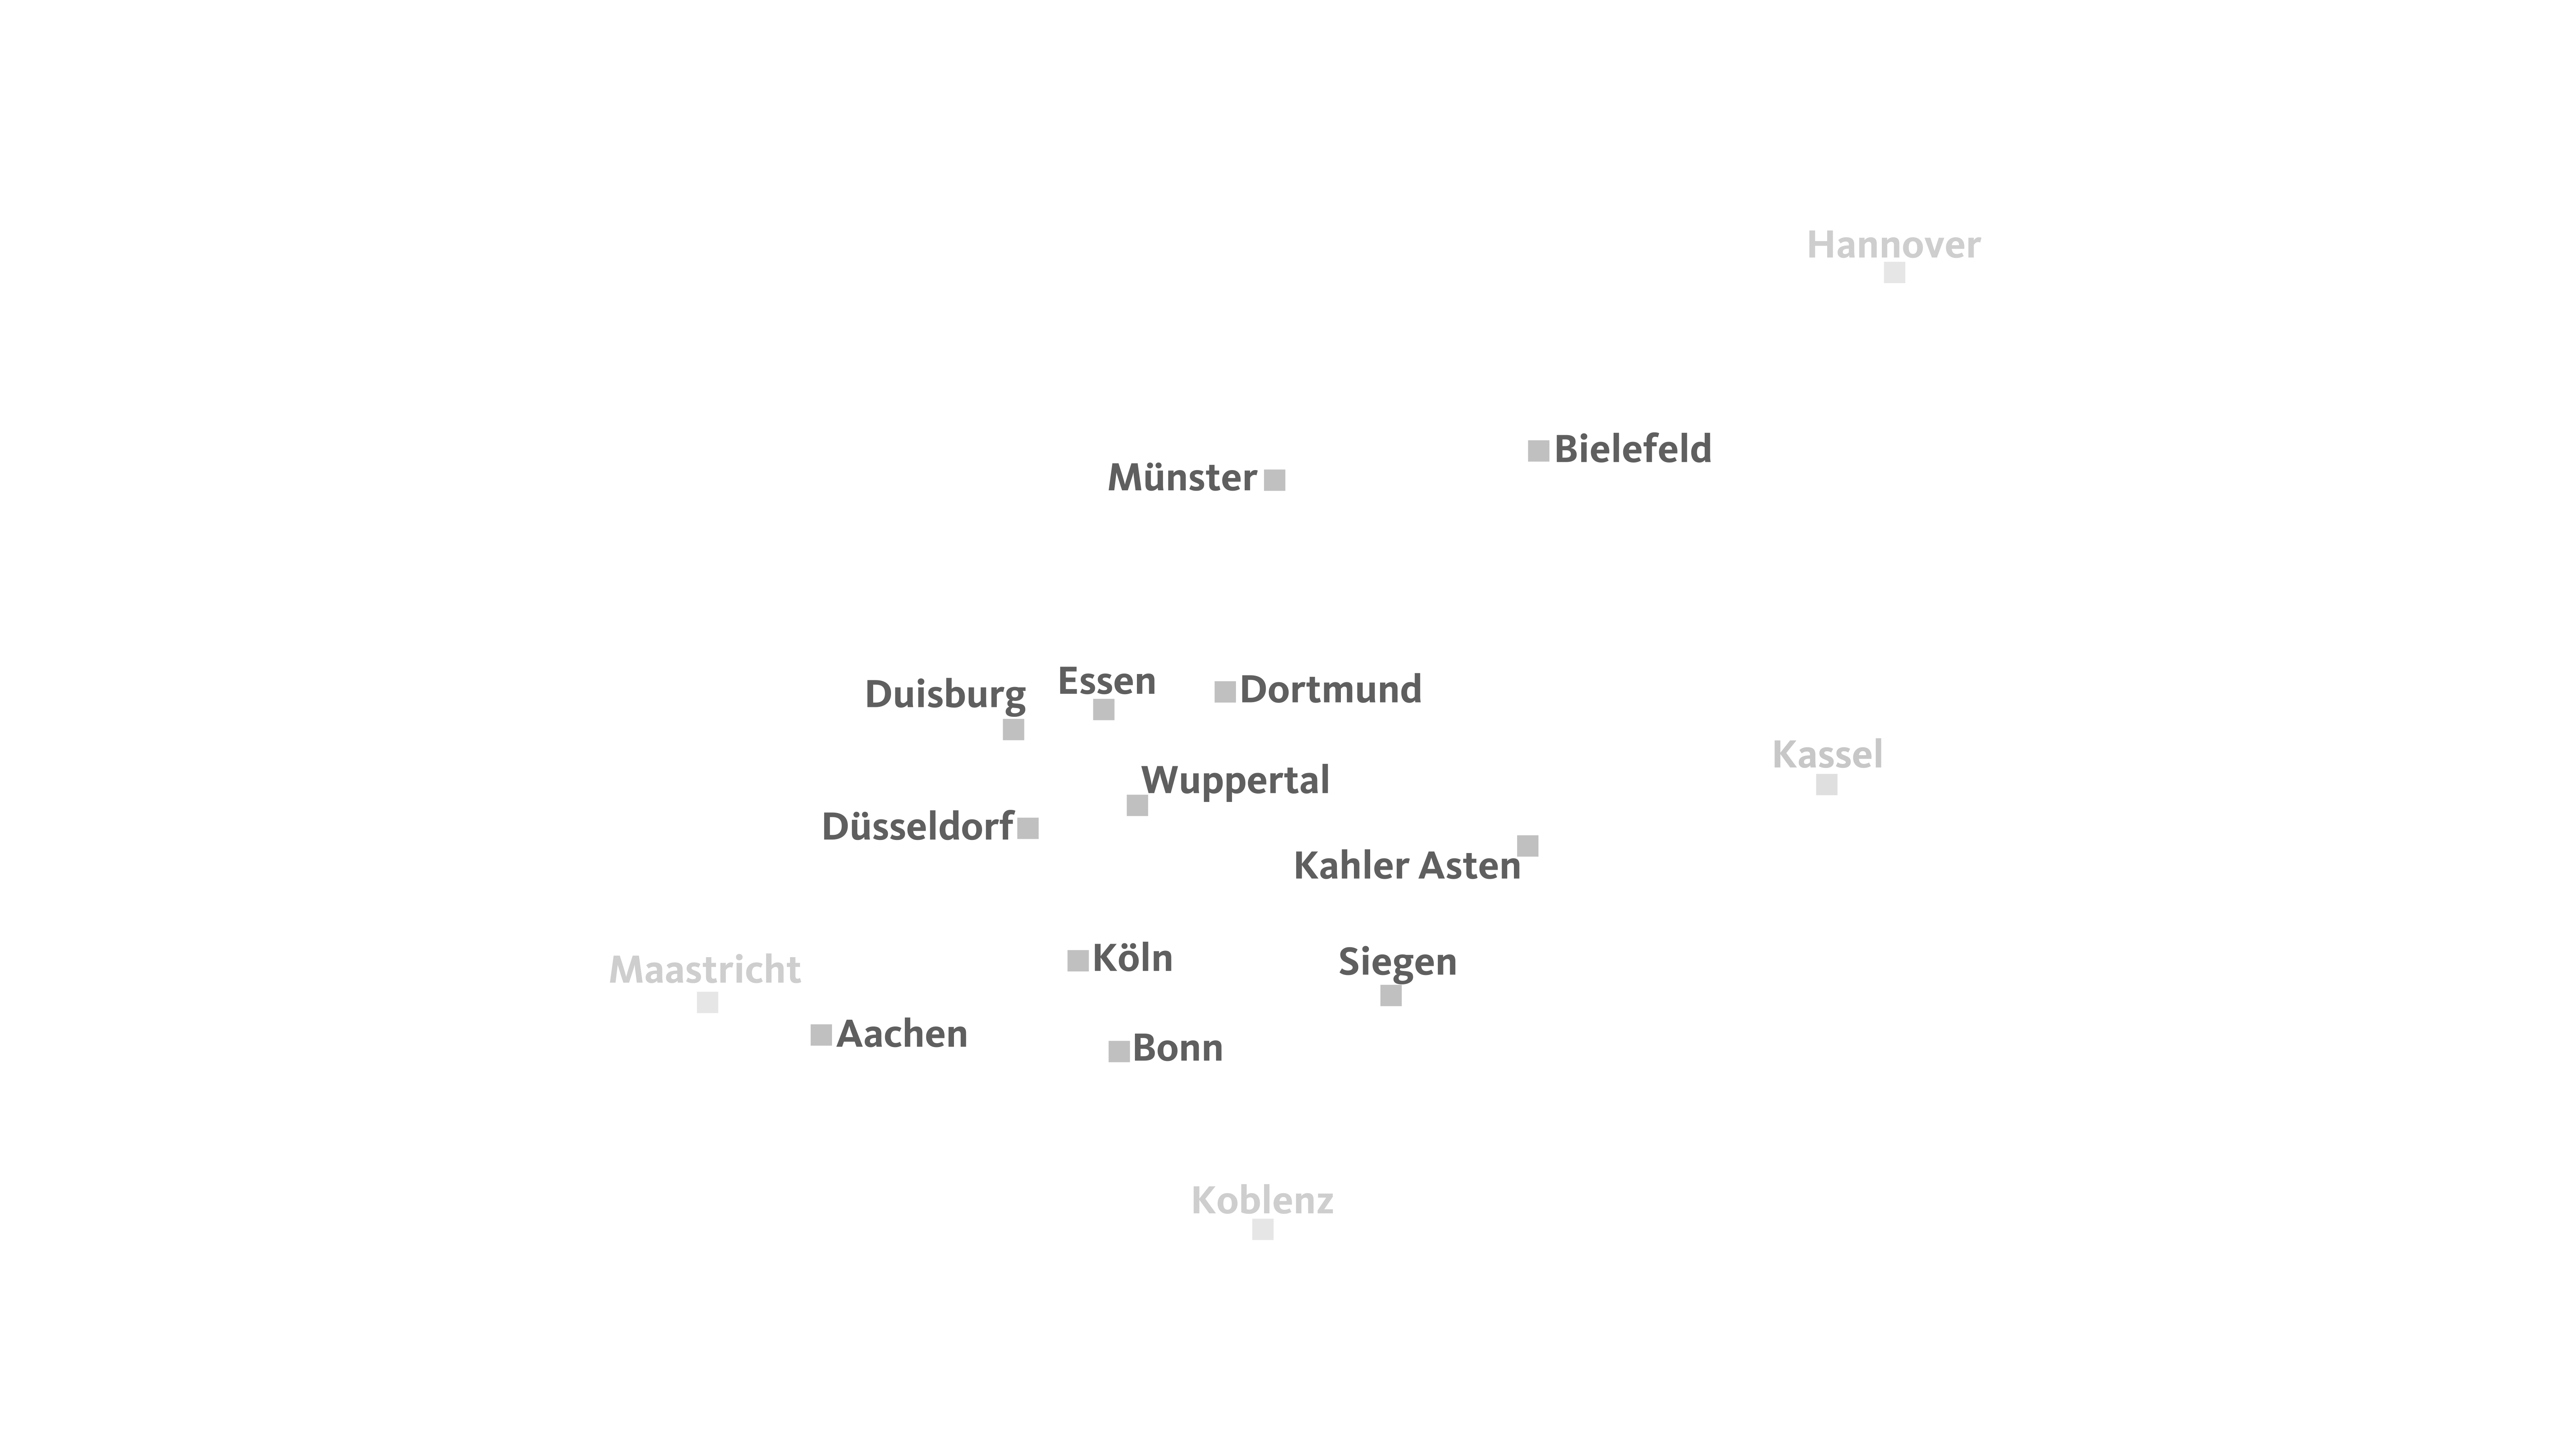 Hannover
Bielefeld
Münster
Essen
Dortmund
Duisburg
Kassel
Wuppertal
Düsseldorf
Kahler Asten
Köln
Siegen
Maastricht
Aachen
Bonn
Koblenz